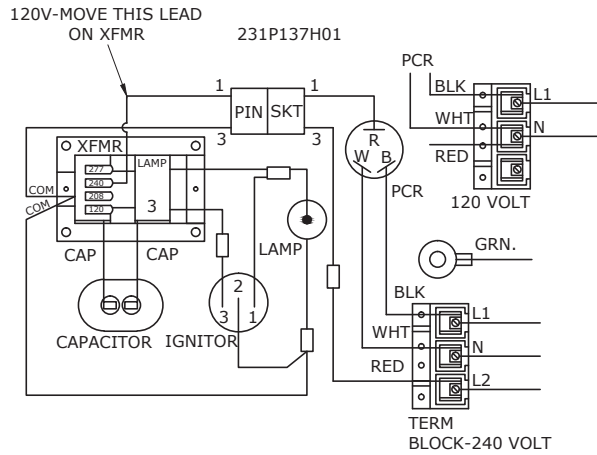 120V-MOVE THIS LEAD
ON XFMR
231P137H01
PCR
1
1
PIN
SKT
3
3
BLK
L1
WHT
N
RED
120 VOLT
XFMR
LAMP
277
240
208
120
3
COM
COM
CAP
CAP
LAMP
R
W
B
PCR
GRN.
CAPACITOR
IGNITOR
2
3
1
BLK
L1
WHT
N
RED
L2
TERM
BLOCK-240 VOLT